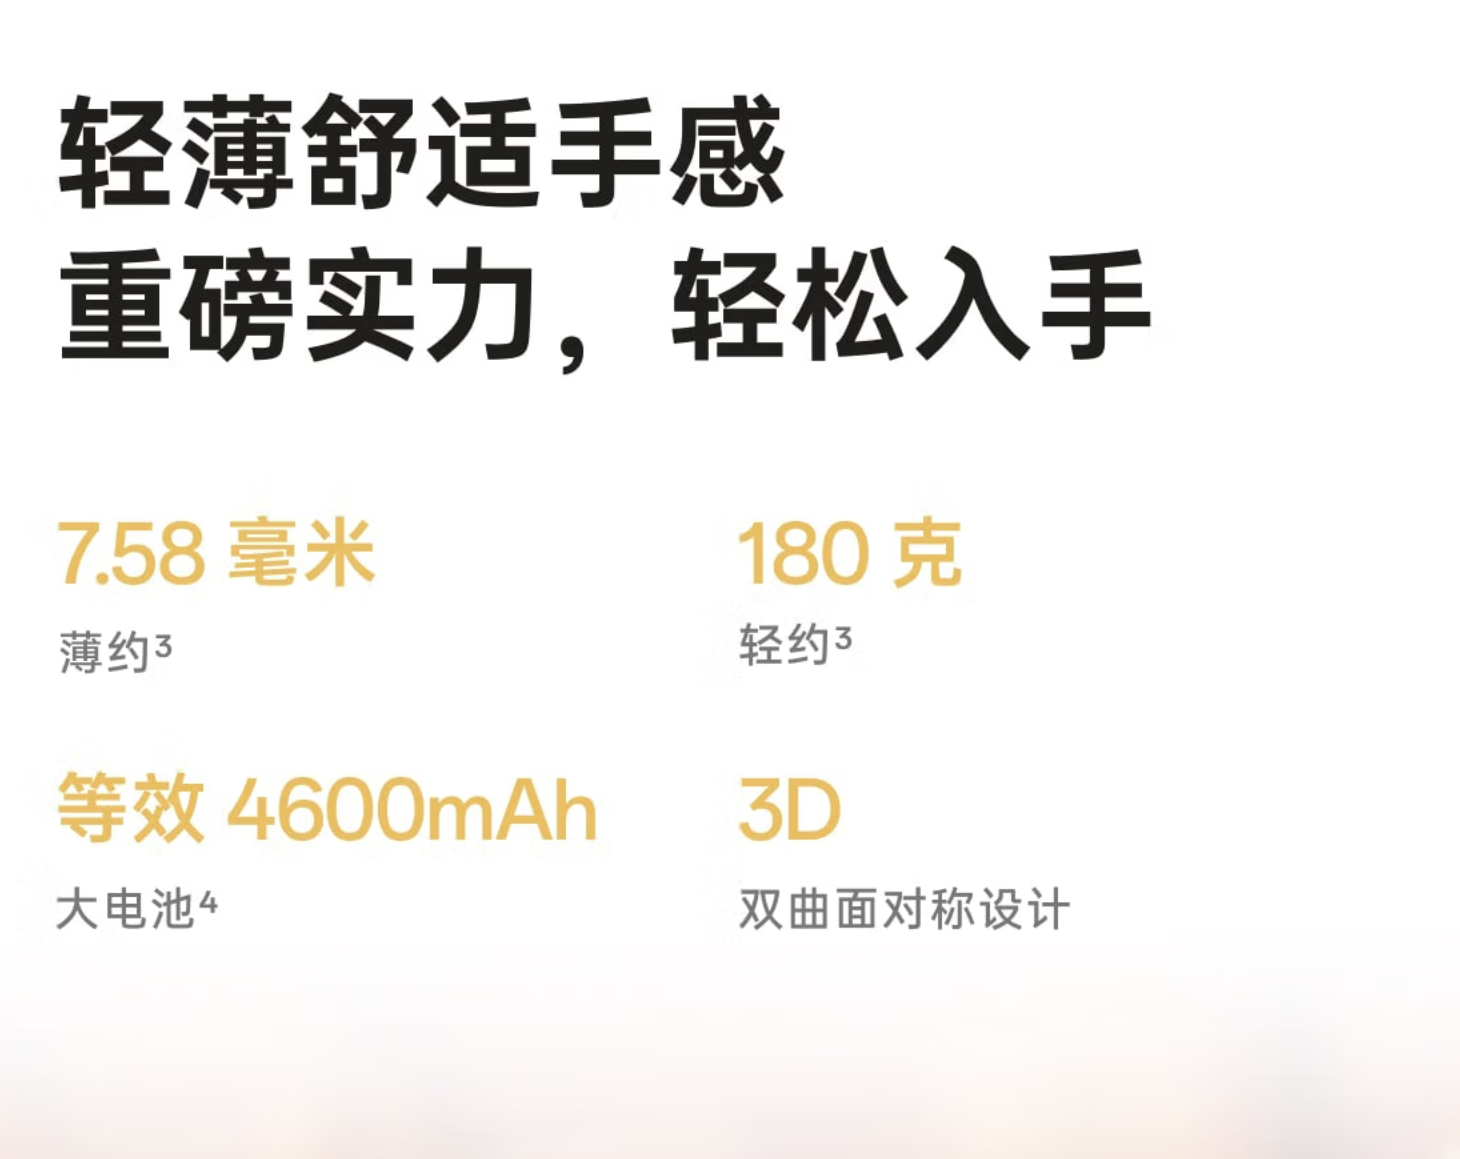 轻薄舒适手感
重磅实力，轻松入手
7.58 毫米
薄约³
180 克
轻约³
等效 4600mAh
大电池⁴
3D
双曲面对称设计